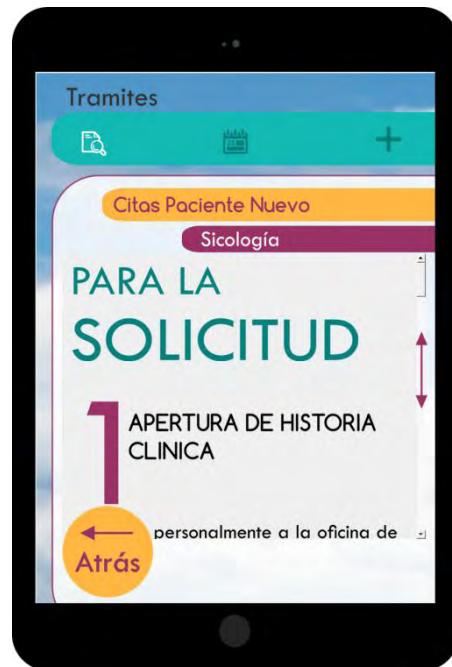 Tramites
Citas Paciente Nuevo
Sicología
PARA LA
SOLICITUD
1
APERTURA DE HISTORIA
CLINICA
personalmente a la oficina de
Atrás